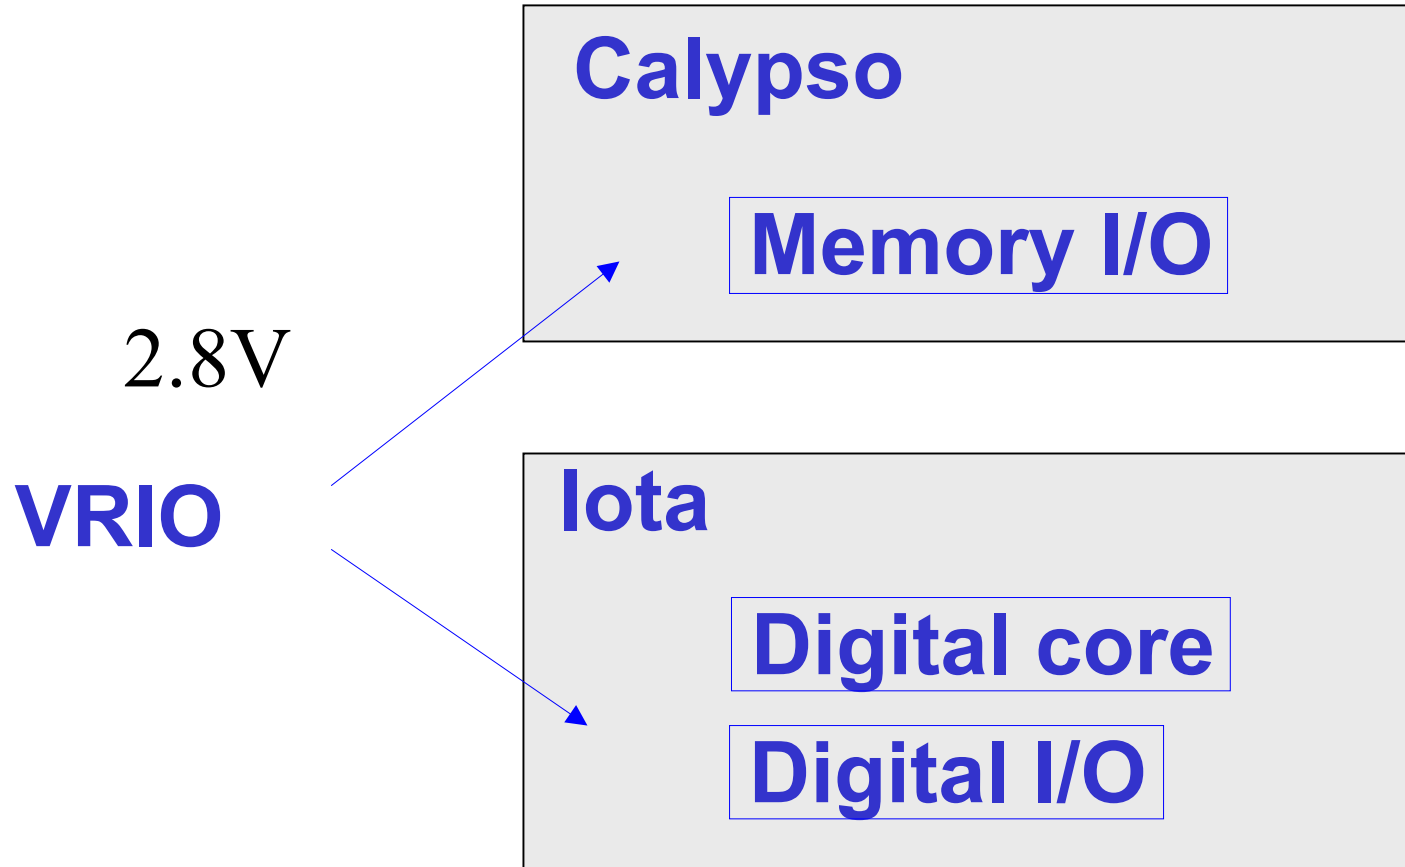 Calypso
Memory I/O
2.8V
VRIO
Iota
Digital core
Digital I/O